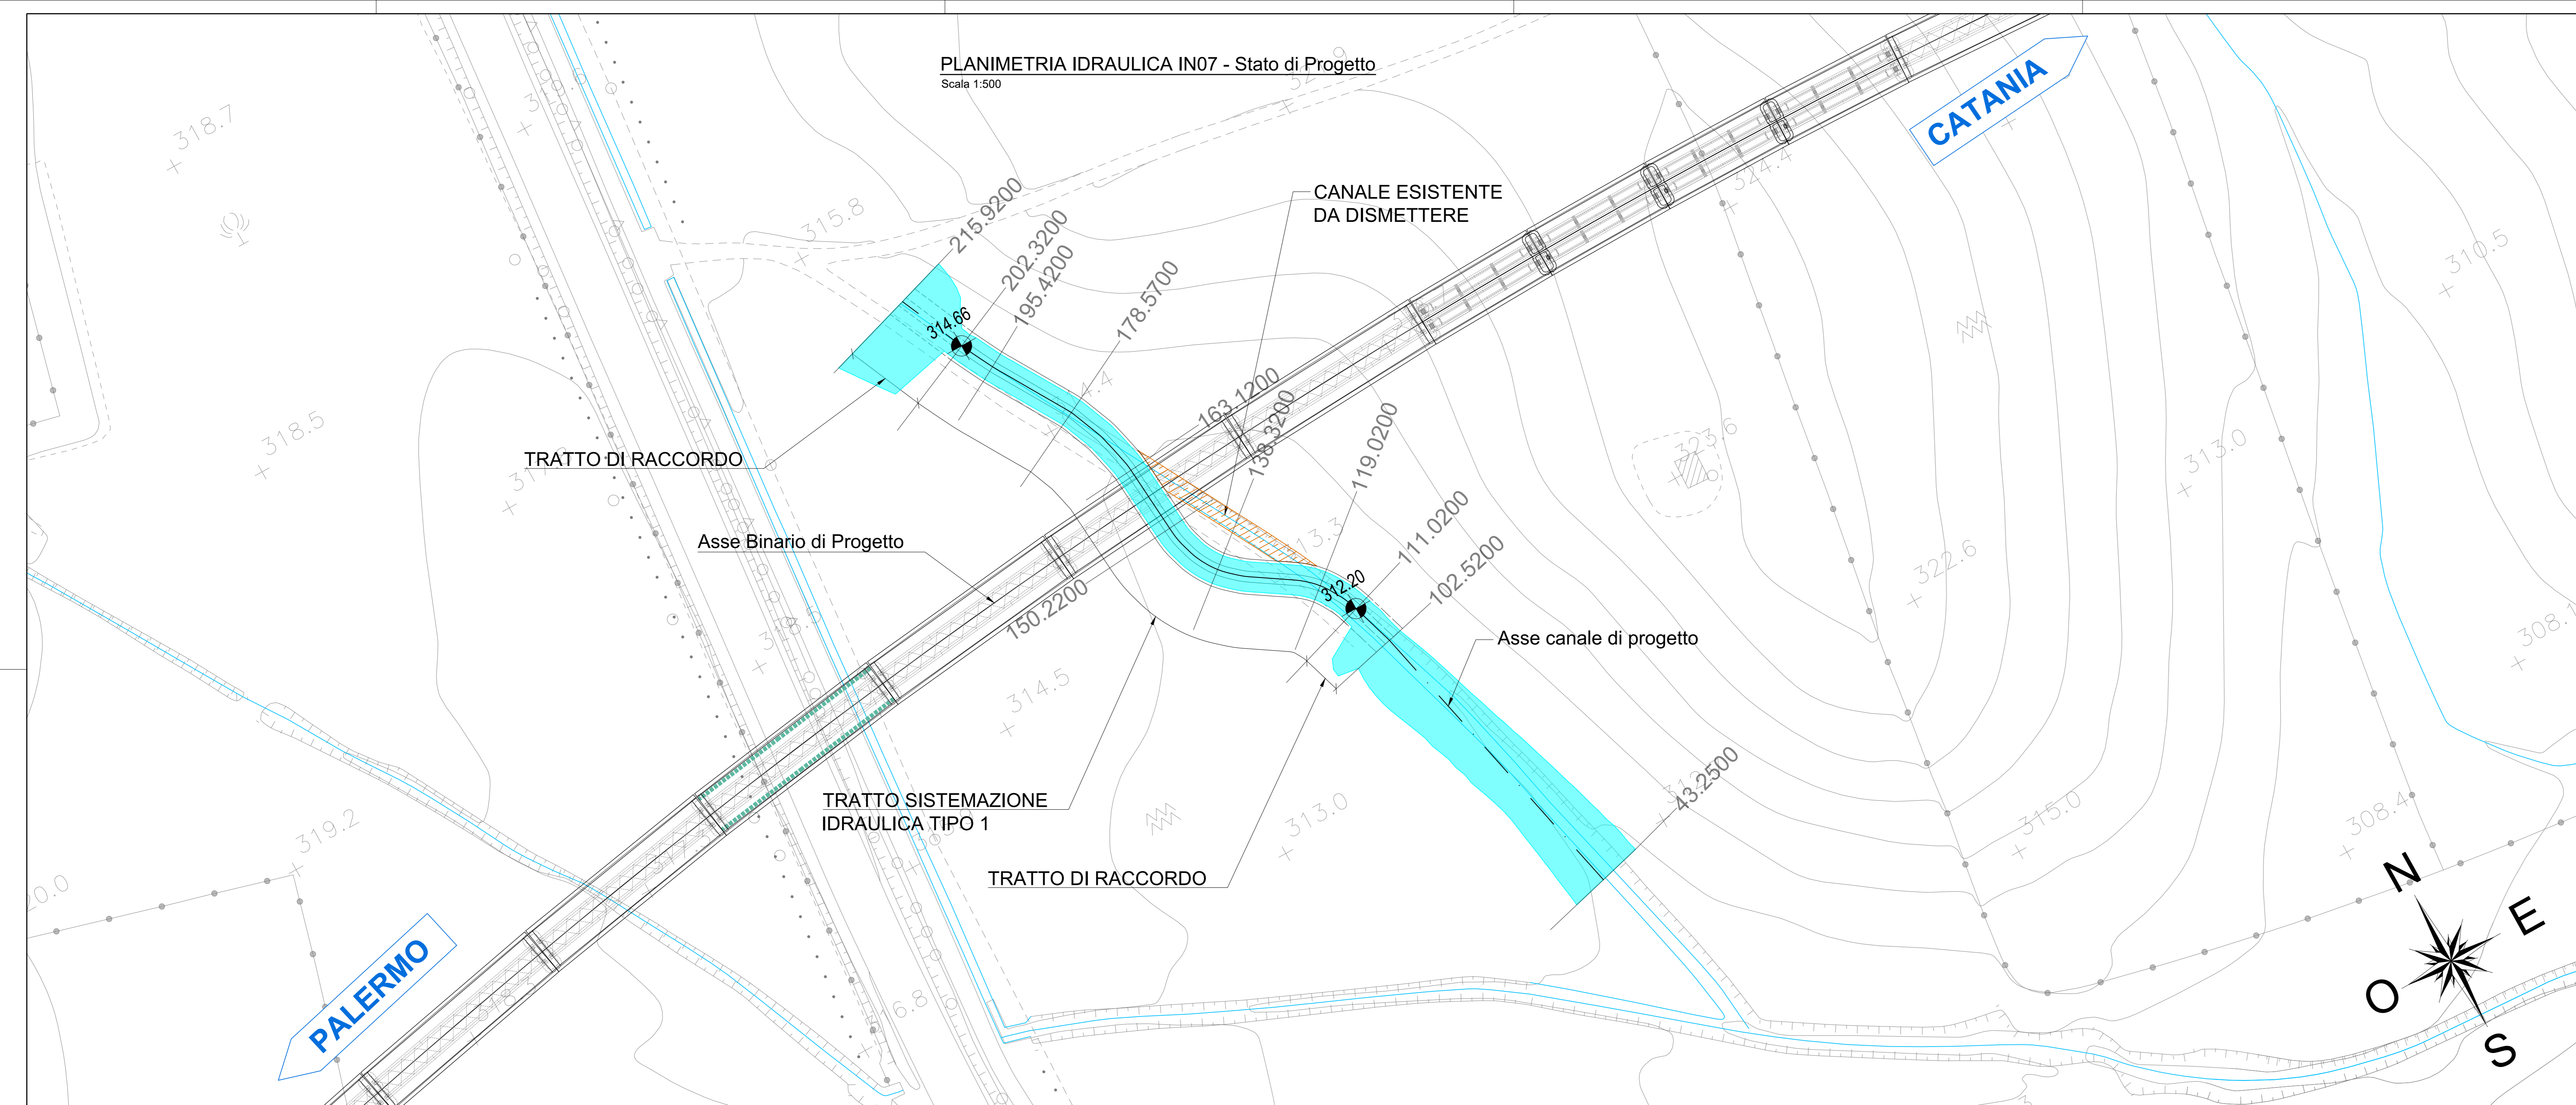 PLANIMETRIA IDRAULICA IN07 - Stato di Progetto
Scala 1:500
CATANIA
318.7
315.8
215.9200
202.3200
195.4200
178.5700
CANALE ESISTENTE
DA DISMETTERE
324.4
310.5
314.66
163.1200
138.3200
119.0200
318.5
TRATTO DI RACCORDO
323.6
313.0
111.0200
102.5200
Asse Binario di Progetto
150.2200
312.20
322.6
Asse canale di progetto
314.5
43.2500
TRATTO SISTEMAZIONE
IDRAULICA TIPO 1
319.2
313.0
315.0
308.4
TRATTO DI RACCORDO
PALERMO
N
E
O
S